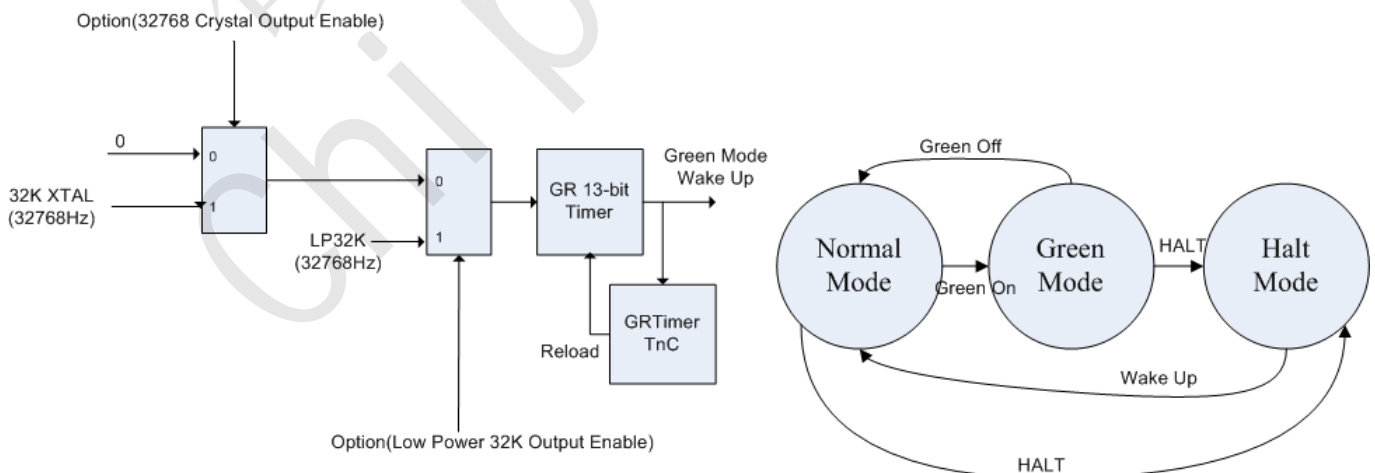 Option(32768 Crystal Output Enable)
0
0
32K XTAL
(32768Hz)
1
0
1
LP32K
(32768Hz)
GR 13-bit
Timer
Green Mode
Wake Up
GRTimer
TnC
Reload
Option(Low Power 32K Output Enable)
Green Off
Normal
Mode
Green On
Green
Mode
HALT
Halt
Mode
Wake Up
HALT
Chip